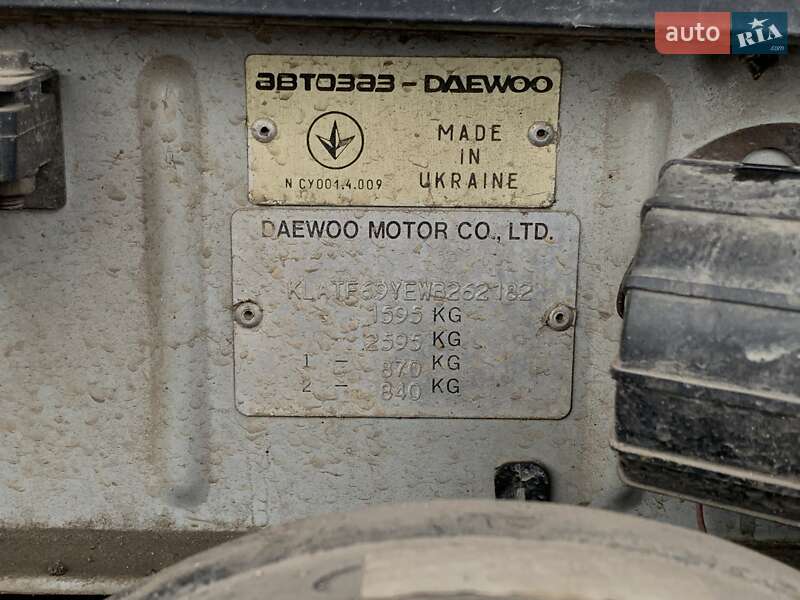 auto RIA
.com
АВТОЗАЗ - DAEWOO
MADE
IN
UKRAINE
N CY001.4.009
DAEWOO MOTOR CO., LTD.
KLATF69YEWB262182
1595 KG
2595 KG
1 - 870 KG
2 - 840 KG